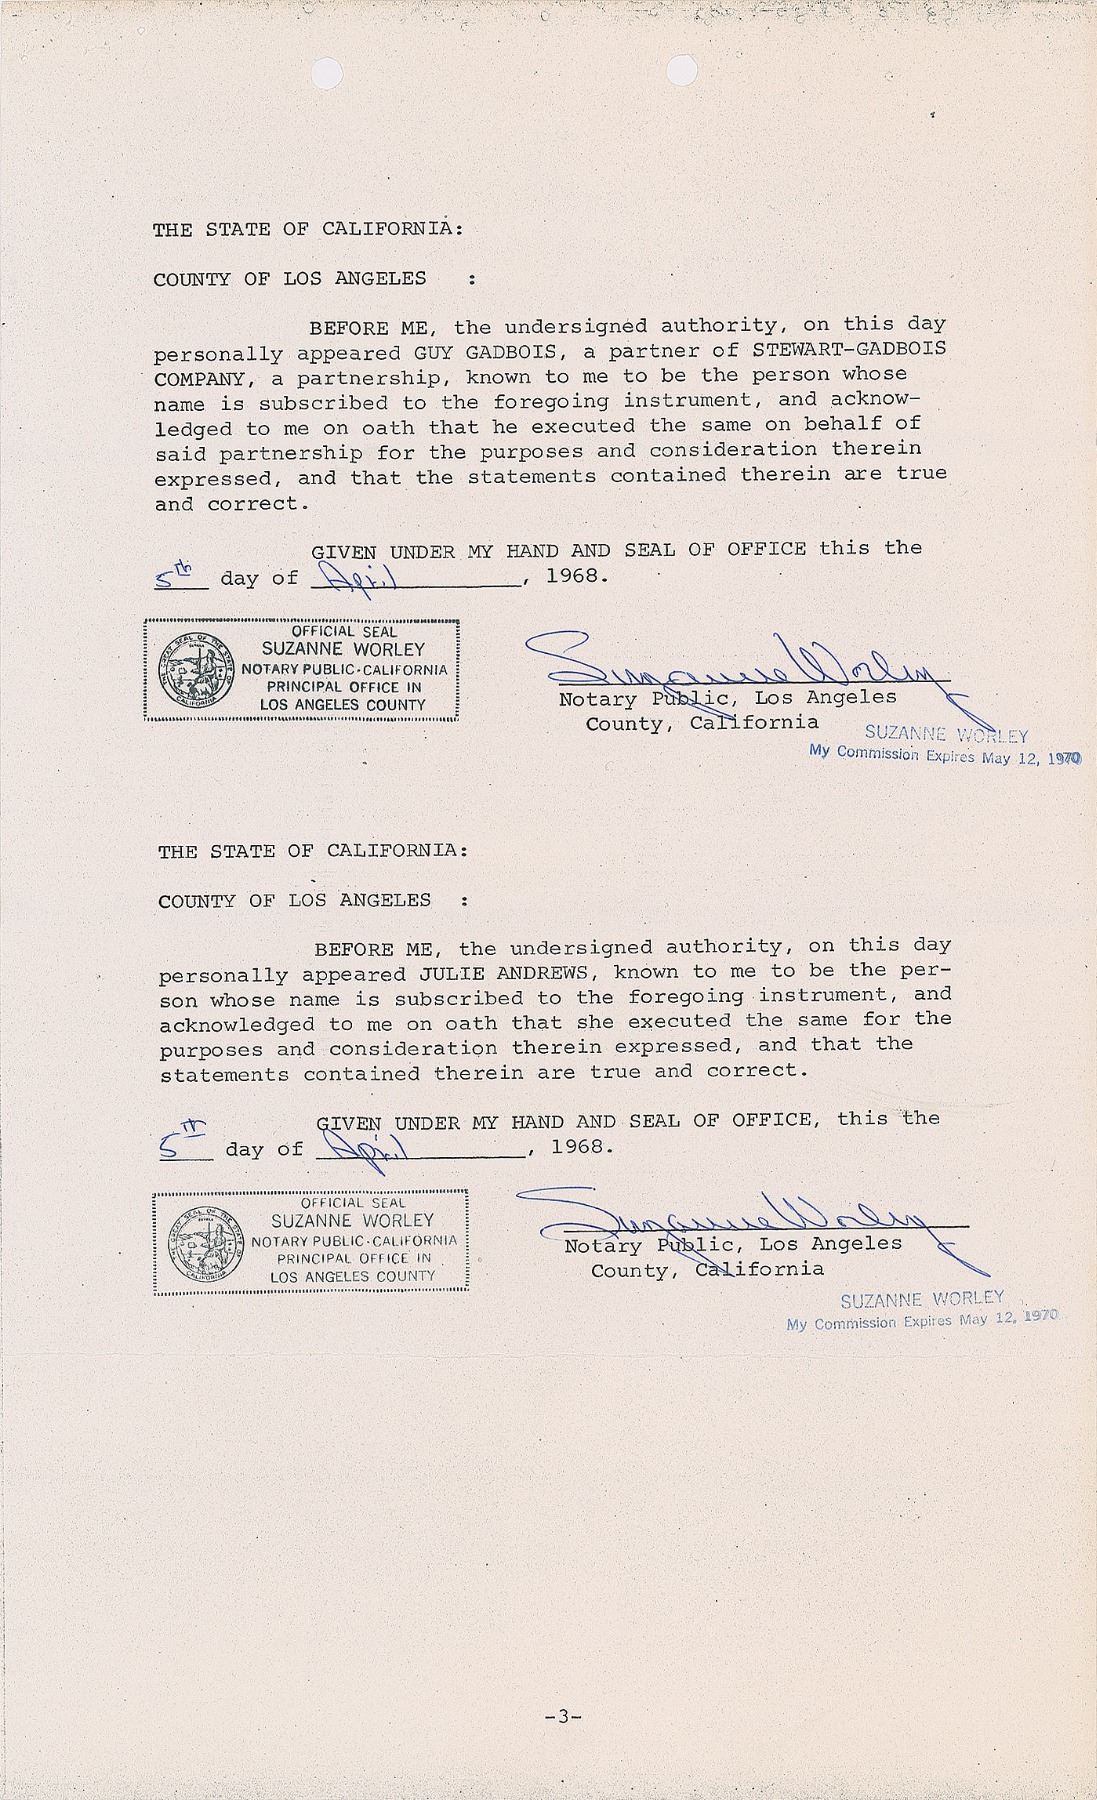 THE STATE OF CALIFORNIA:
COUNTY OF LOS ANGELES :
BEFORE ME, the undersigned authority, on this day
personally appeared GUY GADBOIS, a partner of STEWART-GADBOIS
COMPANY, a partnership, known to me to be the person whose
name is subscribed to the foregoing instrument, and acknow-
ledged to me on oath that he executed the same on behalf of
said partnership for the purposes and consideration therein
expressed, and that the statements contained therein are true
and correct.
GIVEN UNDER MY HAND AND SEAL OF OFFICE this the
5th day of April, 1968.
OFFICIAL SEAL
SUZANNE WORLEY
NOTARY PUBLIC-CALIFORNIA
PRINCIPAL OFFICE IN
LOS ANGELES COUNTY
Suzanne Worley
Notary Public, Los Angeles
County, California
SUZANNE WORLEY
My Commission Expires May 12, 1970
THE STATE OF CALIFORNIA:
COUNTY OF LOS ANGELES :
BEFORE ME, the undersigned authority, on this day
personally appeared JULIE ANDREWS, known to me to be the per-
son whose name is subscribed to the foregoing instrument, and
acknowledged to me on oath that she executed the same for the
purposes and consideration therein expressed, and that the
statements contained therein are true and correct.
GIVEN UNDER MY HAND AND SEAL OF OFFICE, this the
5th day of April, 1968.
OFFICIAL SEAL
SUZANNE WORLEY
NOTARY PUBLIC-CALIFORNIA
PRINCIPAL OFFICE IN
LOS ANGELES COUNTY
Suzanne Worley
Notary Public, Los Angeles
County, California
SUZANNE WORLEY
My Commission Expires May 12, 1970
-3-